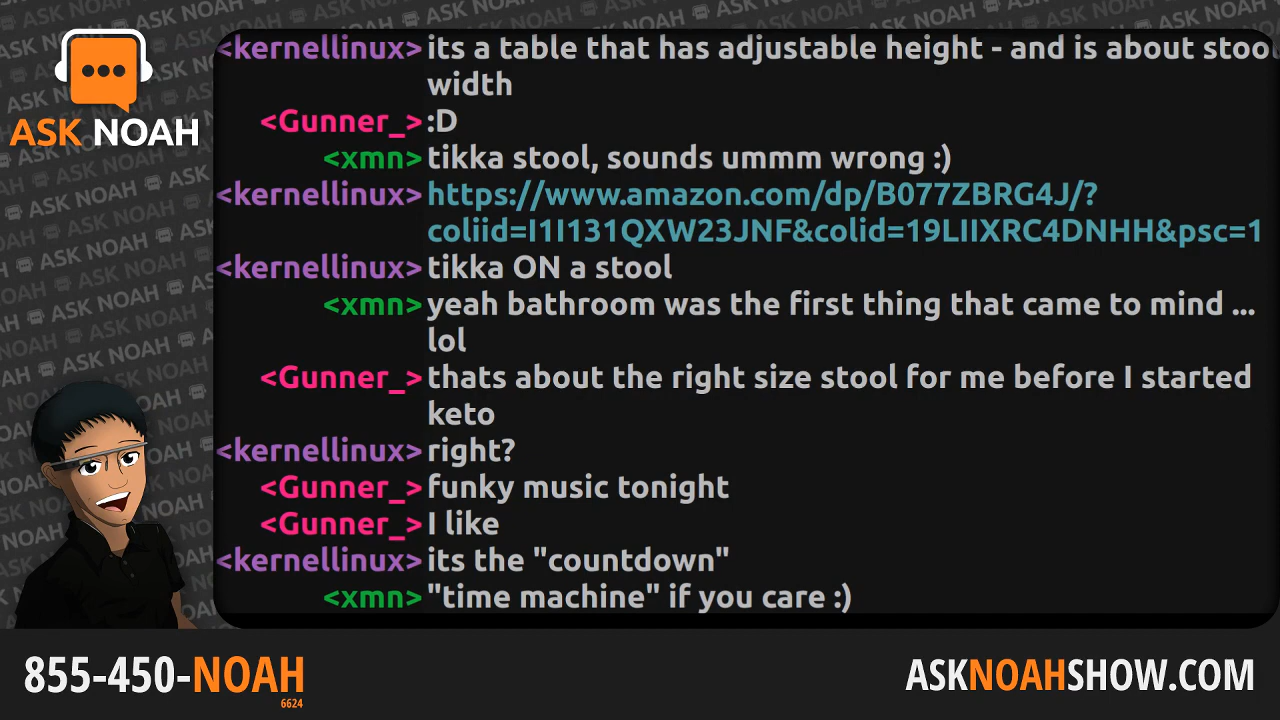 ASK NOAH
<kernellinux> its a table that has adjustable height - and is about stool
width
<Gunner_> :D
<xmn> tikka stool, sounds ummm wrong :)
<kernellinux> https://www.amazon.com/dp/B077ZBRG4J/?
coliid=I1I131QXW23JNF&colid=19LIIXRC4DNHH&psc=1
<kernellinux> tikka ON a stool
<xmn> yeah bathroom was the first thing that came to mind ...
lol
<Gunner_> thats about the right size stool for me before I started
keto
<kernellinux> right?
<Gunner_> funky music tonight
<Gunner_> I like
<kernellinux> its the "countdown"
<xmn> "time machine" if you care :)
855-450-NOAH
6624
ASKNOAHSHOW.COM